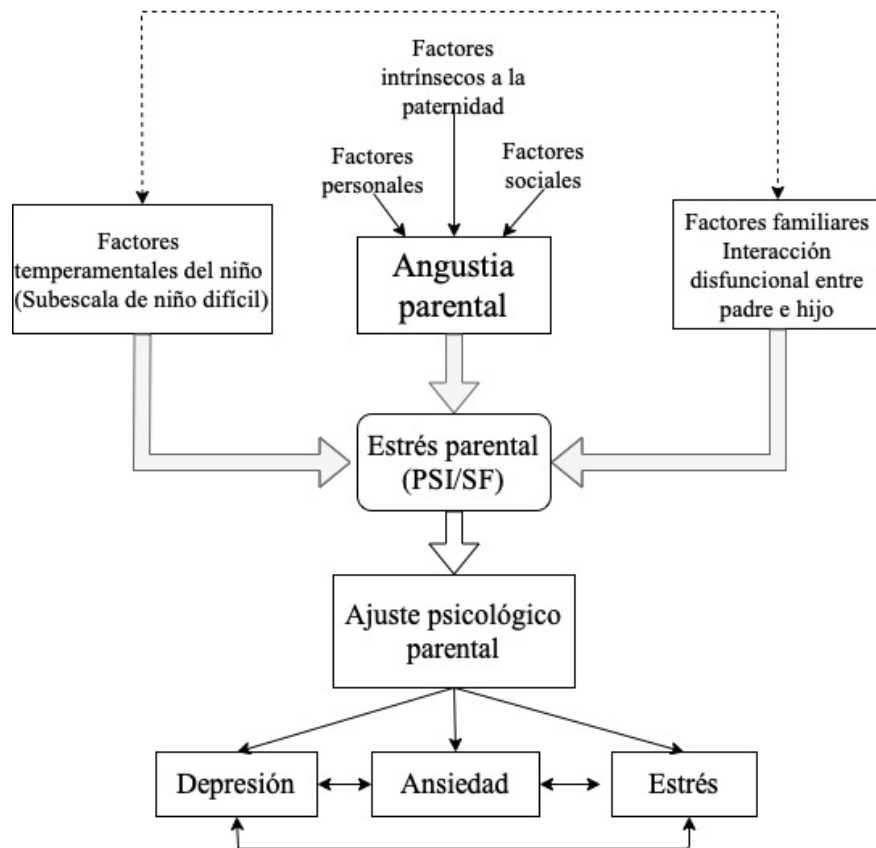 Factores
intrínsecos a la
paternidad
Factores
personales
Factores
sociales
Factores
temperamentales del niño
(Subescala de niño difícil)
Angustia
parental
Factores familiares
Interacción
disfuncional entre
padre e hijo
Estrés parental
(PSI/SF)
Ajuste psicológico
parental
Depresión
Ansiedad
Estrés